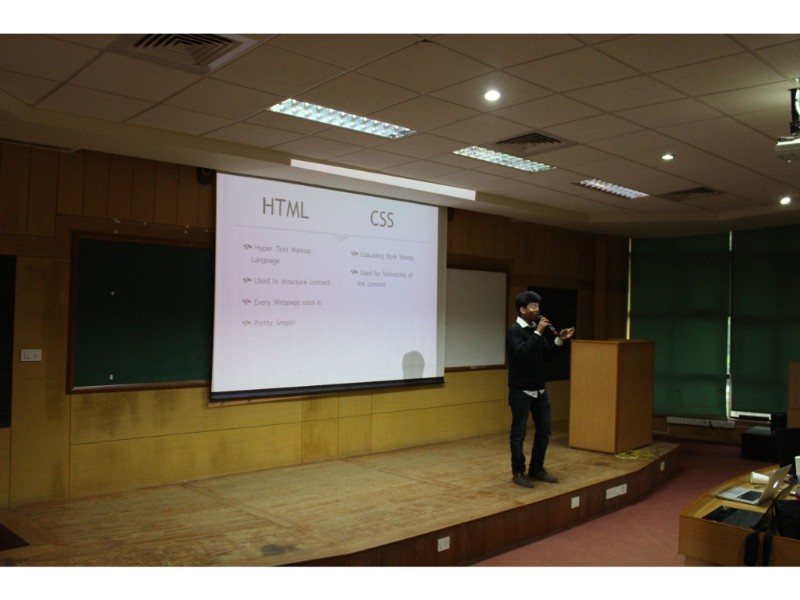 HTML
CSS
Hyper Text Markup
Language
Used to structure content
Every Webpage uses it
Pretty Simple!
Cascading Style Sheets
Used for formatting of
the content